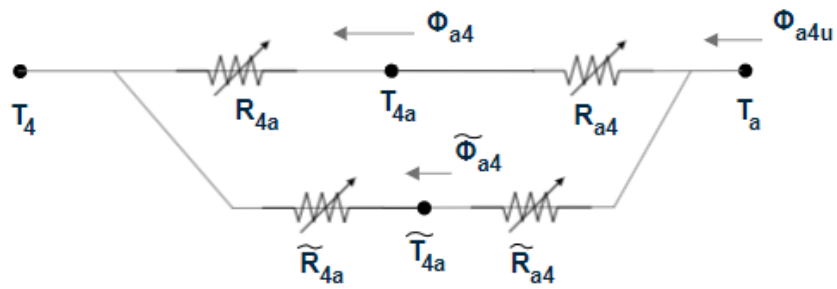 Φa4 Φa4u
T4 R4a T4a Ra4 Ta
Φ̃a4
R̃4a T̃4a R̃a4